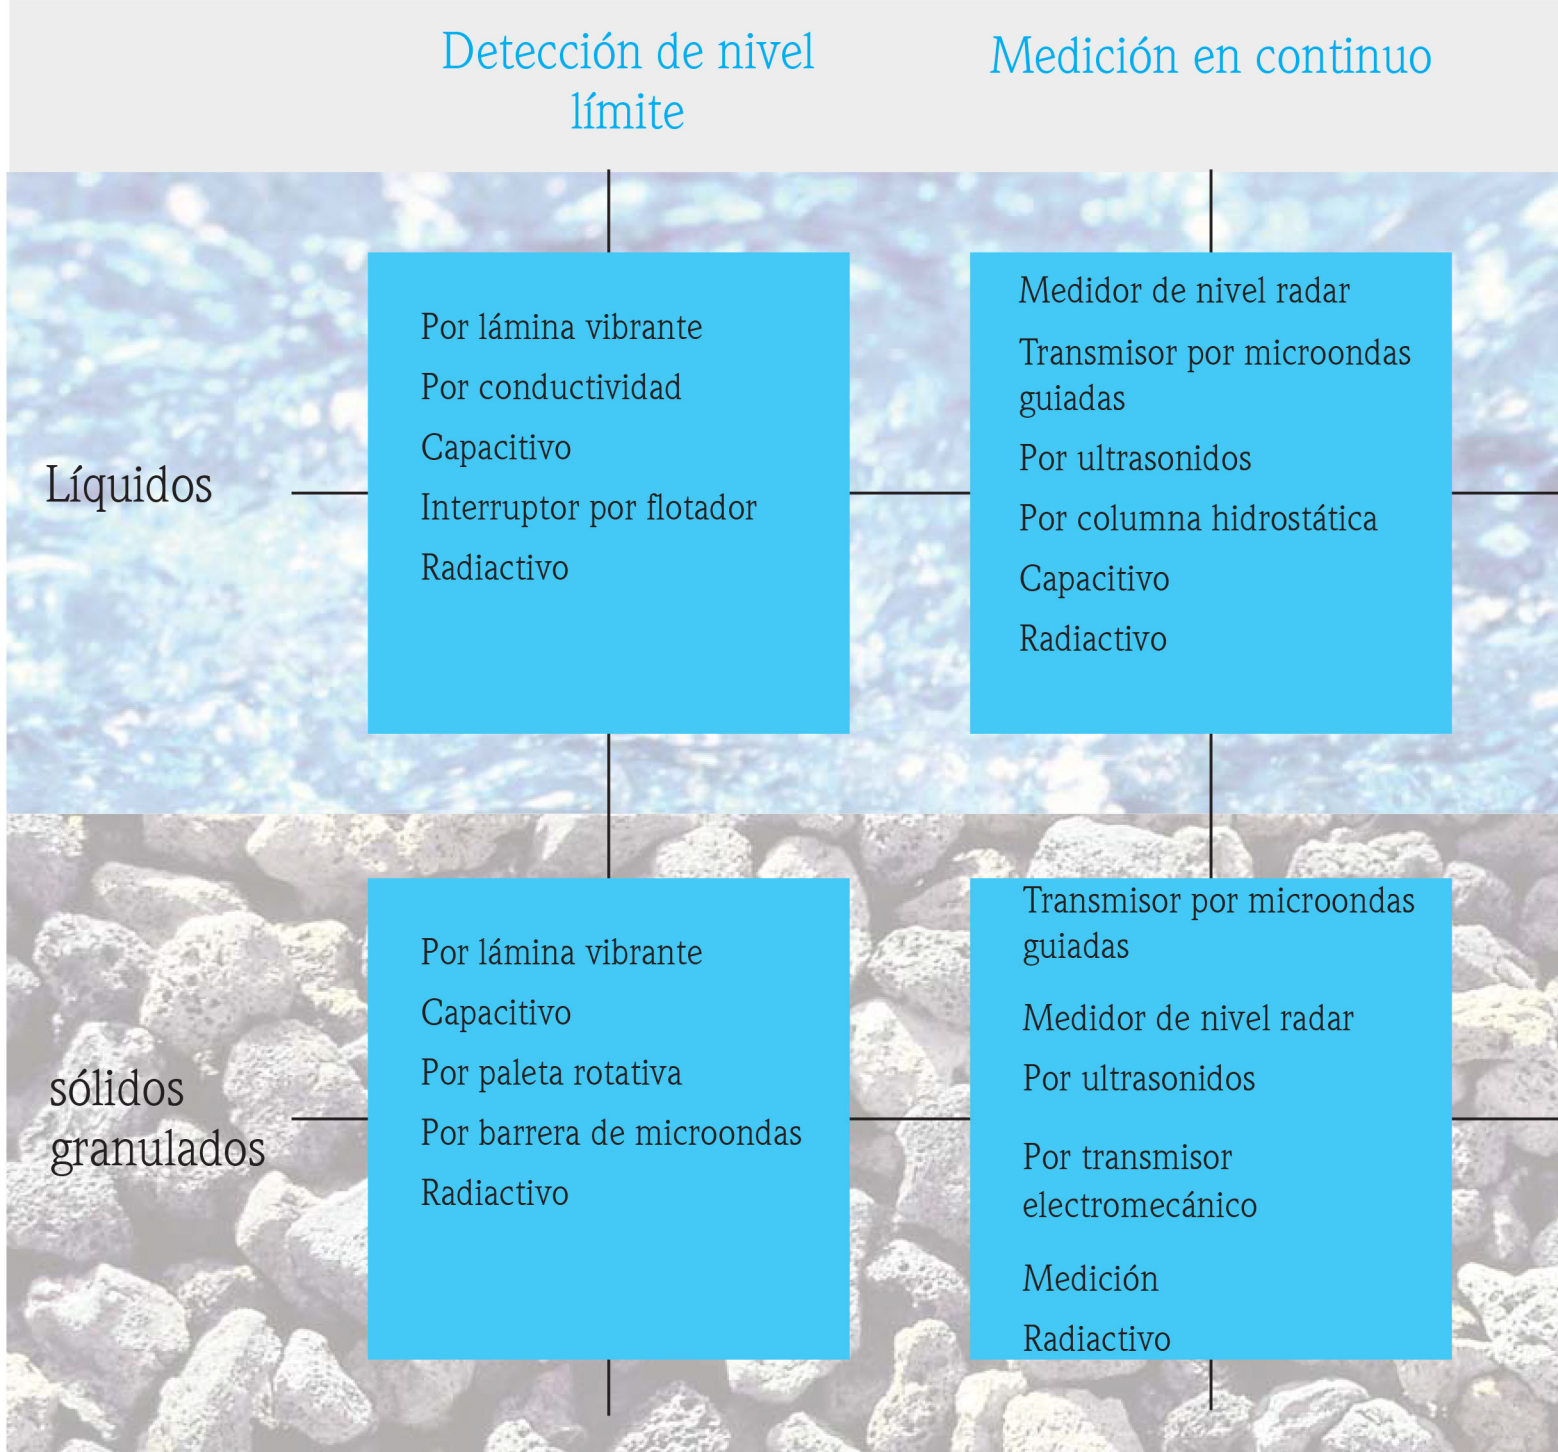 Detección de nivel
límite
Medición en continuo
Líquidos
Por lámina vibrante
Por conductividad
Capacitivo
Interruptor por flotador
Radiactivo
Medidor de nivel radar
Transmisor por microondas
guiadas
Por ultrasonidos
Por columna hidrostática
Capacitivo
Radiactivo
sólidos
granulados
Por lámina vibrante
Capacitivo
Por paleta rotativa
Por barrera de microondas
Radiactivo
Transmisor por microondas
guiadas
Medidor de nivel radar
Por ultrasonidos
Por transmisor
electromecánico
Medición
Radiactivo